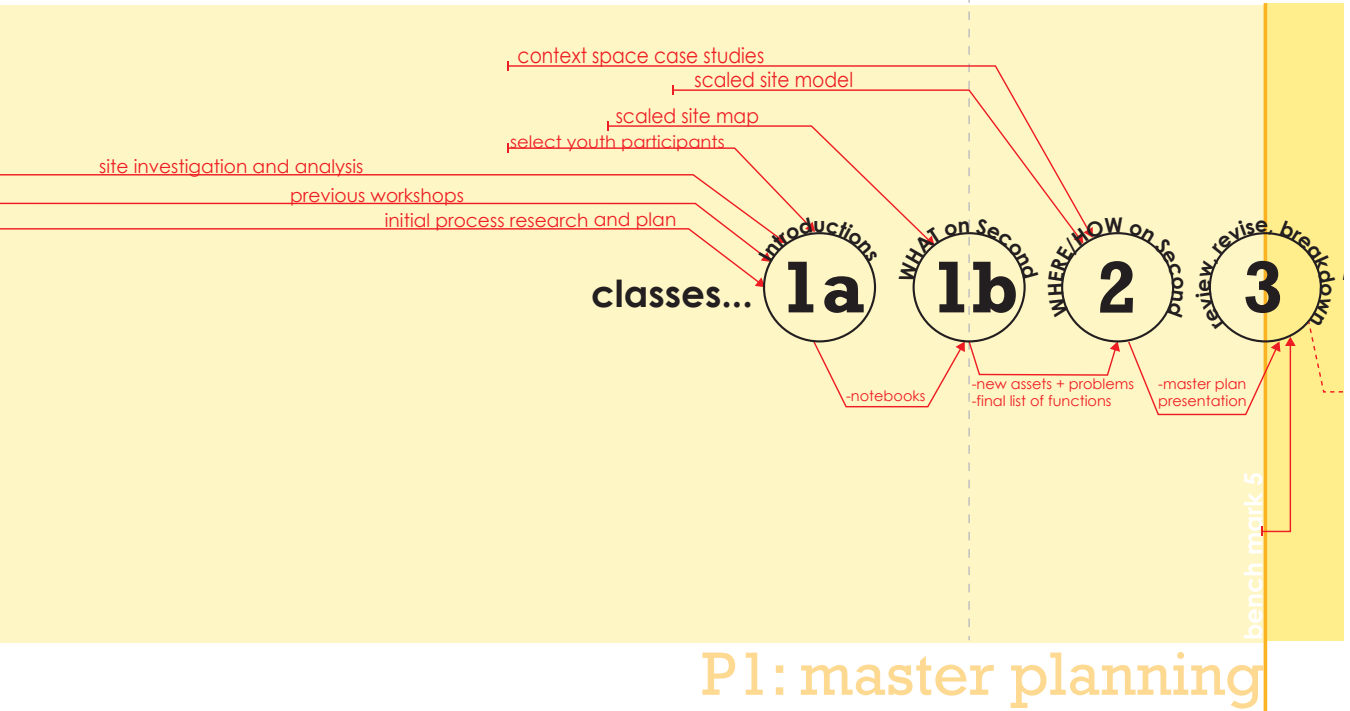 context space case studies
scaled site model
scaled site map
select youth participants
site investigation and analysis
previous workshops
initial process research and plan
classes...
introductions
1a
WHAT on Second
1b
WHERE/HOW on Second
2
review, revise, breakdown
3
-notebooks
-new assets + problems
-final list of functions
-master plan
presentation
bench mark 5
P1: master planning